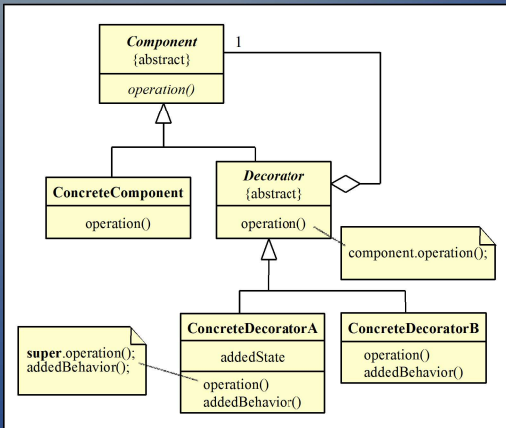 Component
{abstract}
operation()
1
ConcreteComponent
operation()
Decorator
{abstract}
operation()
component.operation();
super.operation();
addedBehavior();
ConcreteDecoratorA
addedState
operation()
addedBehavior()
ConcreteDecoratorB
operation()
addedBehavior()